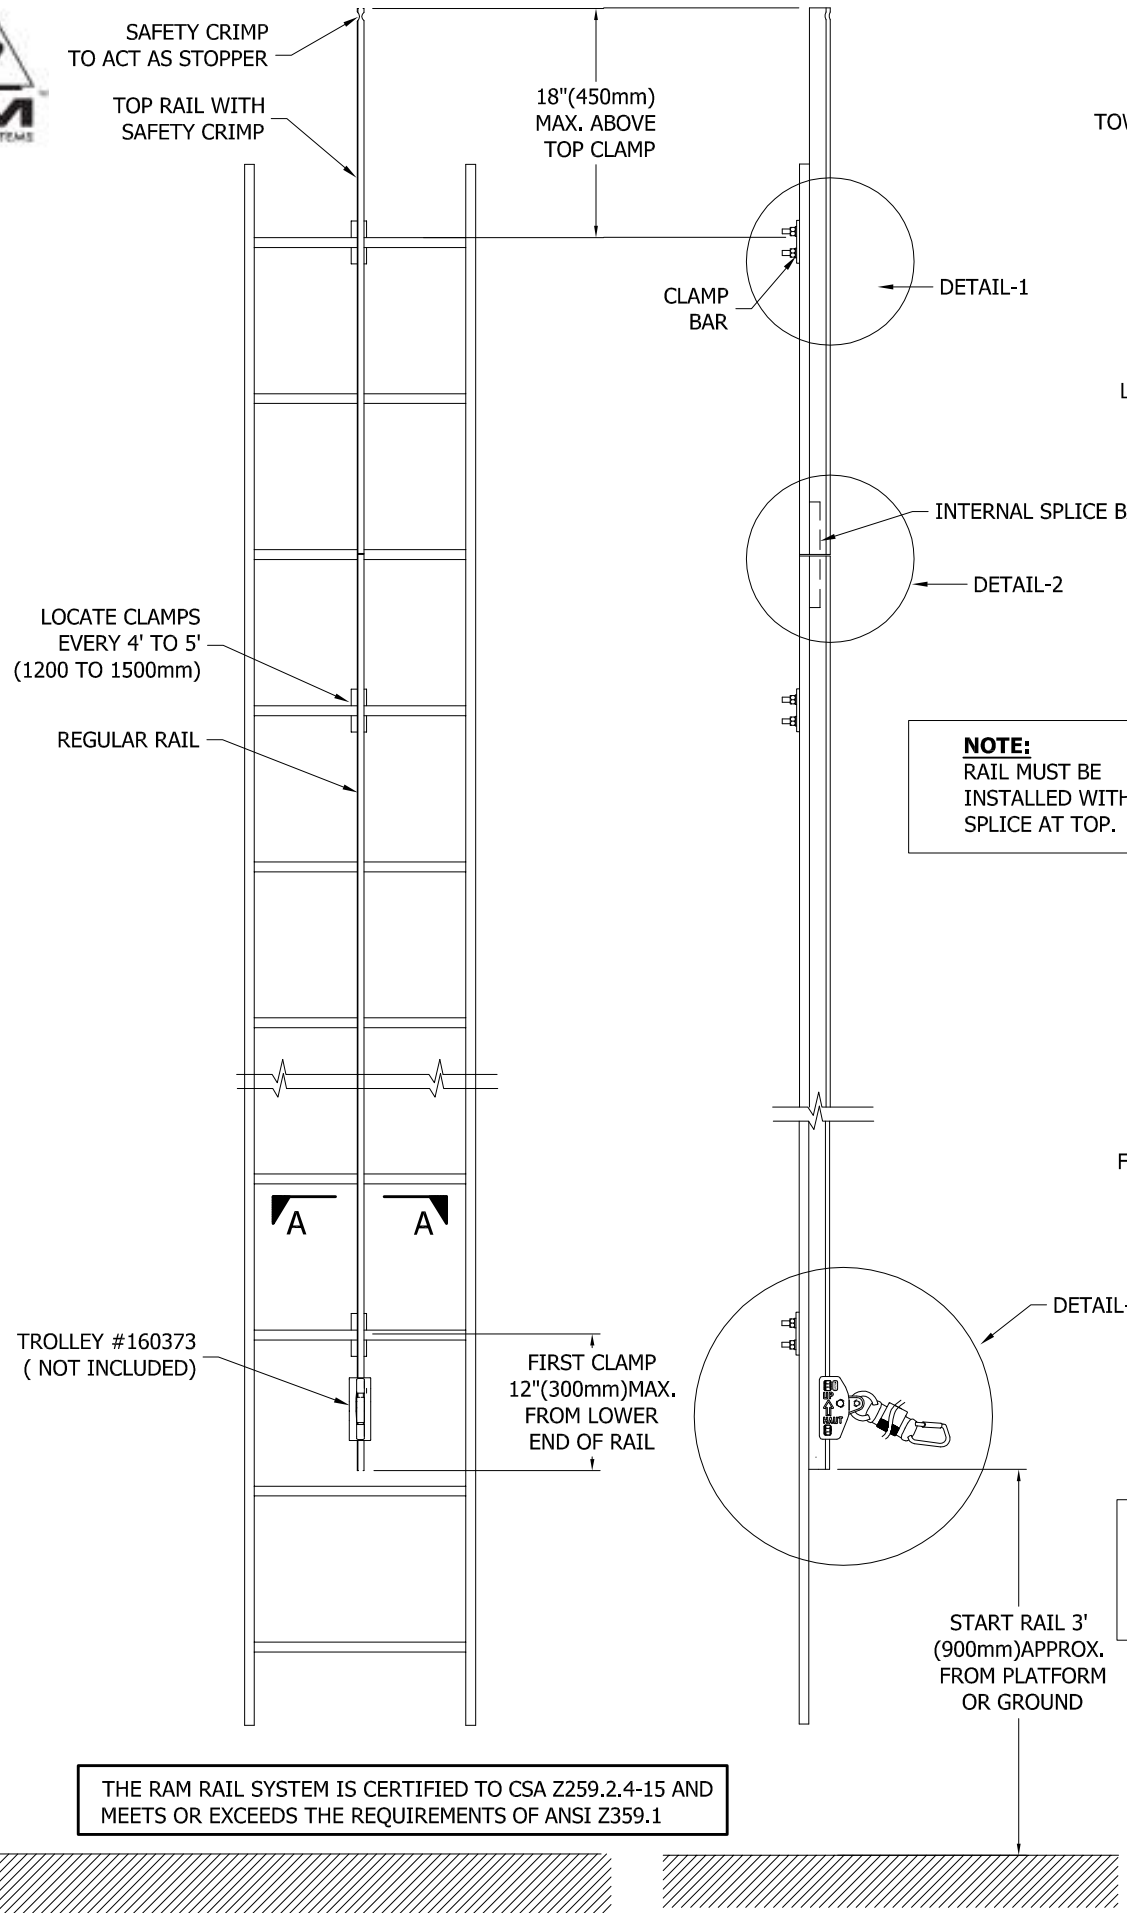 SAFETY CRIMP
TO ACT AS STOPPER
TOP RAIL WITH
SAFETY CRIMP
18"(450mm)
MAX. ABOVE
TOP CLAMP
CLAMP
BAR
DETAIL-1
INTERNAL SPLICE B
DETAIL-2
LOCATE CLAMPS
EVERY 4' TO 5'
(1200 TO 1500mm)
REGULAR RAIL
NOTE:
RAIL MUST BE
INSTALLED WITH
SPLICE AT TOP.
A A
DETAIL-
TROLLEY #160373
( NOT INCLUDED)
FIRST CLAMP
12"(300mm)MAX.
FROM LOWER
END OF RAIL
UP
HAUT
START RAIL 3'
(900mm)APPROX.
FROM PLATFORM
OR GROUND
THE RAM RAIL SYSTEM IS CERTIFIED TO CSA Z259.2.4-15 AND
MEETS OR EXCEEDS THE REQUIREMENTS OF ANSI Z359.1